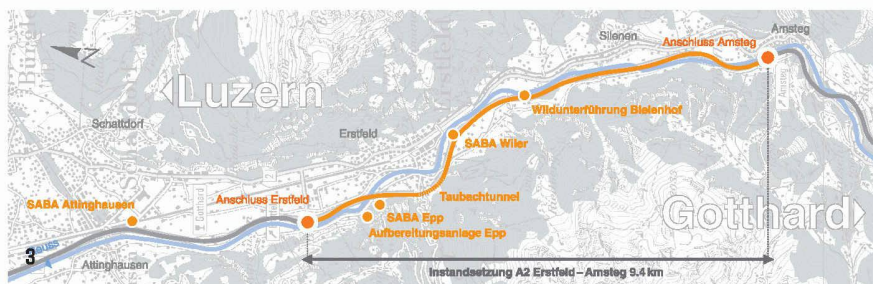 Amsteg
Silenen
Anschluss Amsteg
Luzern
Wildunterführung Bielenhof
Schattdorf
Erstfeld
SABA Wiler
SABA Attinghausen
Anschluss Erstfeld
Taubachtunnel
SABA Epp
Gotthard
Aufbereitungsanlage Epp
3
Attinghausen
Instandsetzung A2 Erstfeld – Amsteg 9.4 km